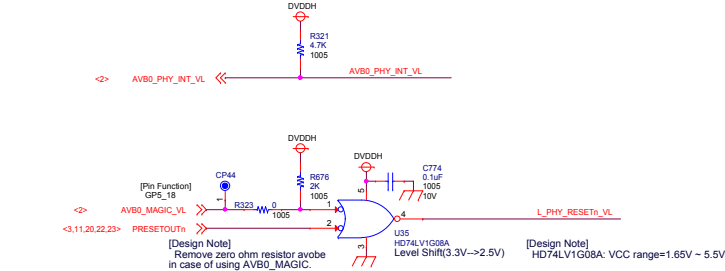 DVDDH
R321
4.7K
1005
<2> AVB0_PHY_INT_VL AVB0_PHY_INT_VL
DVDDH
DVDDH
CP44
[Pin Function]
GP5_18
1
R676
2K
1005
C774
0.1uF
1005
10V
5
<2> AVB0_MAGIC_VL R323 0 1
1005
4 L_PHY_RESETn_VL
<3,11,20,22,23> PRESETOUTn 2
3
U35
HD74LV1G08A
Level Shift(3.3V-->2.5V)
[Design Note]
Remove zero ohm resistor avobe
in case of using AVB0_MAGIC.
[Design Note]
HD74LV1G08A: VCC range=1.65V ~ 5.5V